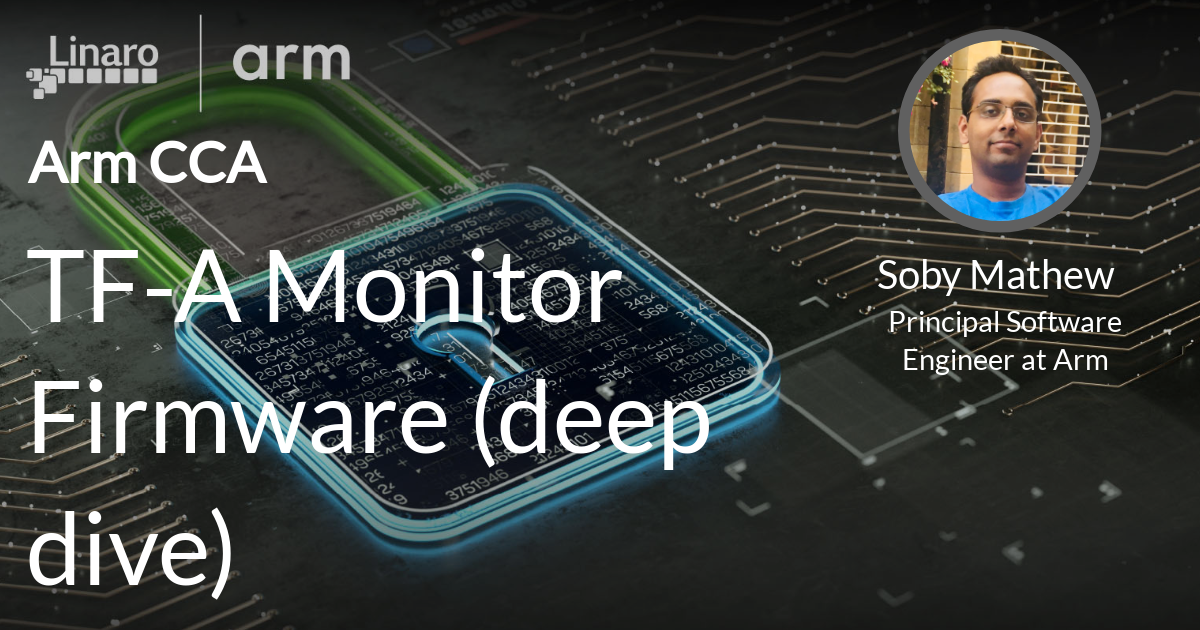 Linaro
arm
Arm CCA
TF-A Monitor
Firmware (deep
dive)
Soby Mathew
Principal Software
Engineer at Arm